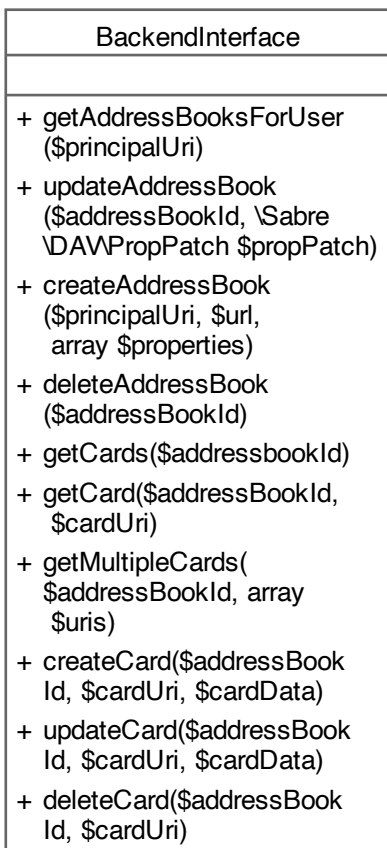 BackendInterface
+ getAddressBooksForUser
($principalUri)
+ updateAddressBook
($addressBookId, \Sabre
\DAV\PropPatch $propPatch)
+ createAddressBook
($principalUri, $url,
array $properties)
+ deleteAddressBook
($addressBookId)
+ getCards($addressbookId)
+ getCard($addressBookId,
$cardUri)
+ getMultipleCards(
$addressBookId, array
$uris)
+ createCard($addressBook
Id, $cardUri, $cardData)
+ updateCard($addressBook
Id, $cardUri, $cardData)
+ deleteCard($addressBook
Id, $cardUri)